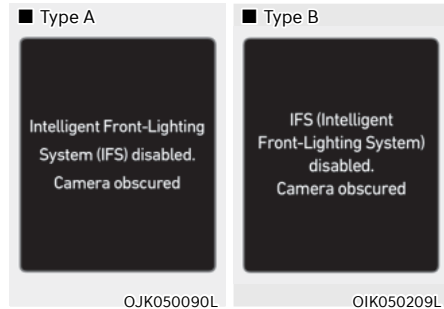 ■ Type A
Intelligent Front-Lighting
System (IFS) disabled.
Camera obscured
OJK050090L
■ Type B
IFS (Intelligent
Front-Lighting System)
disabled.
Camera obscured
OIK050209L